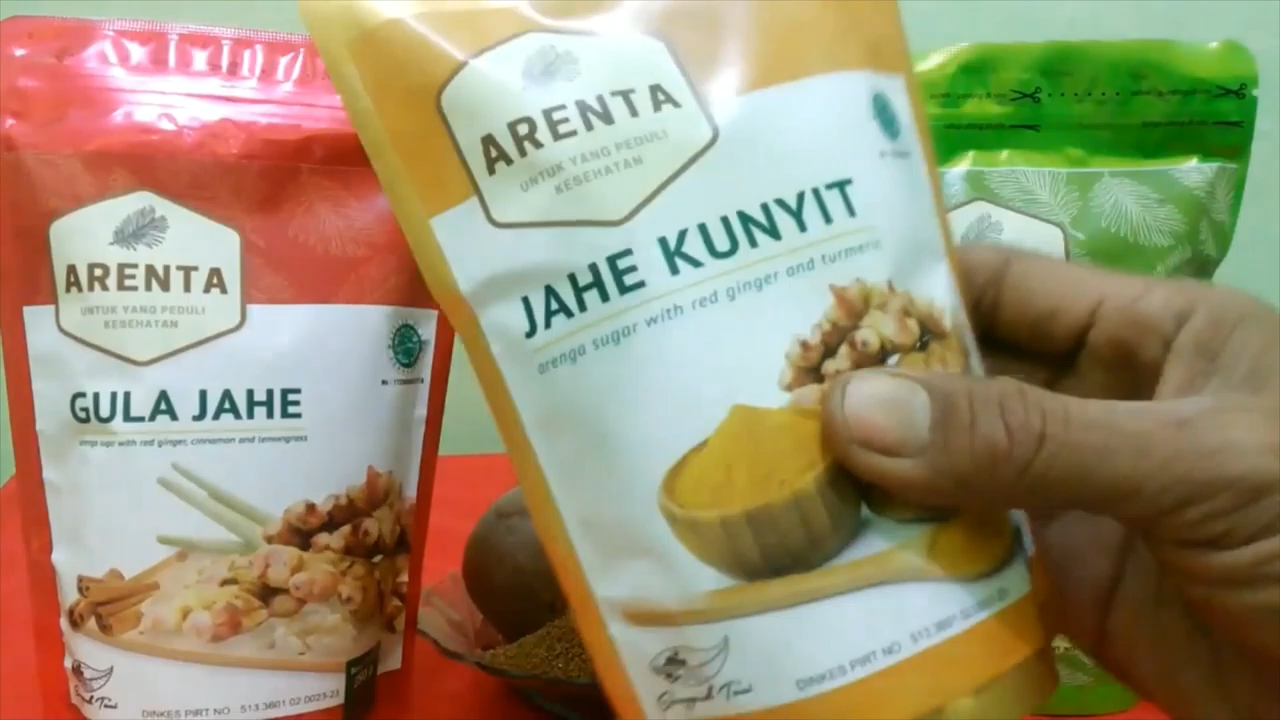 ARENTA
UNTUK YANG PEDULI
KESEHATAN
GULA JAHE
with red ginger, cinnamon and lemongrass
DINKES PIRT NO 513.3601.02.0023-23
ARENTA
UNTUK YANG PEDULI
KESEHATAN
JAHE KUNYIT
arenga sugar with red ginger and turmeric
DINKES PIRT NO